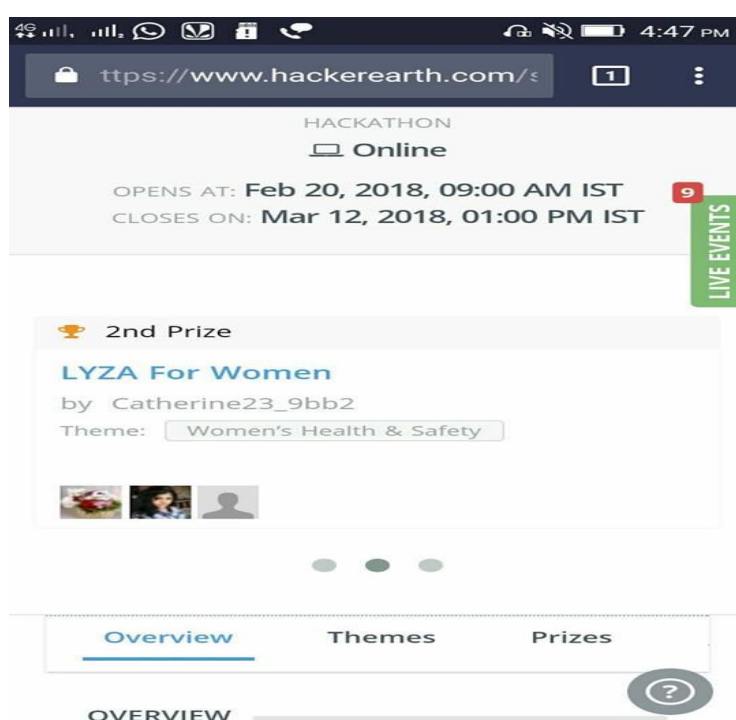 4G 4:47 PM
ttps://www.hackerearth.com/s 1
HACKATHON
Online
OPENS AT: Feb 20, 2018, 09:00 AM IST
CLOSES ON: Mar 12, 2018, 01:00 PM IST
9
LIVE EVENTS
2nd Prize
LYZA For Women
by Catherine23_9bb2
Theme: Women's Health & Safety
Overview Themes Prizes
?
OVERVIEW